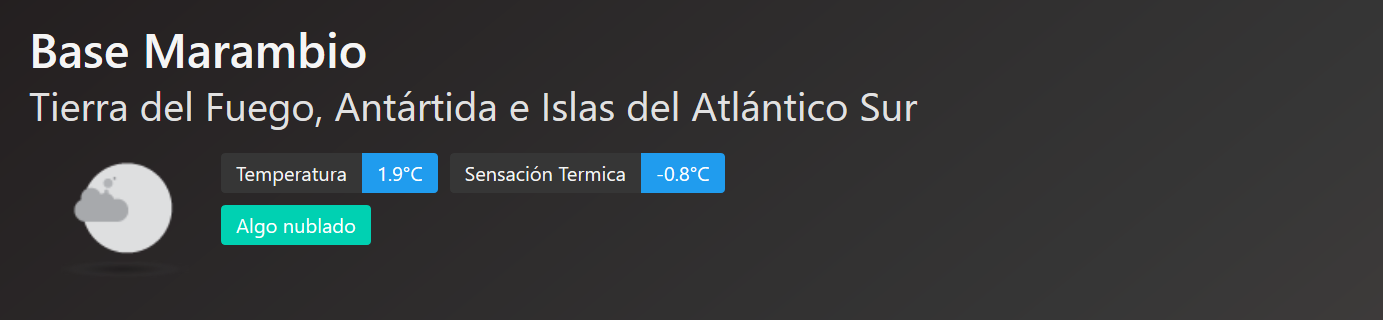 Base Marambio
Tierra del Fuego, Antártida e Islas del Atlántico Sur
Temperatura 1.9°C Sensación Termica -0.8°C
Algo nublado